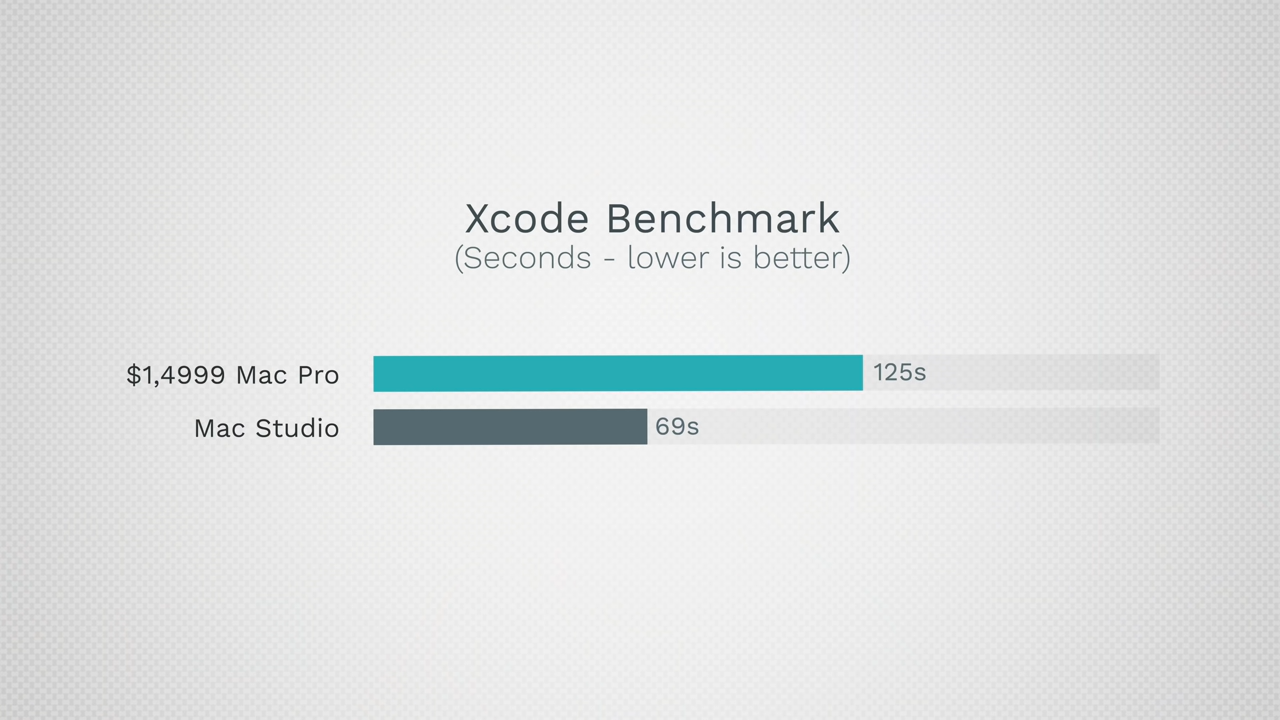 Xcode Benchmark
(Seconds - lower is better)
$1,4999 Mac Pro
125s
Mac Studio
69s